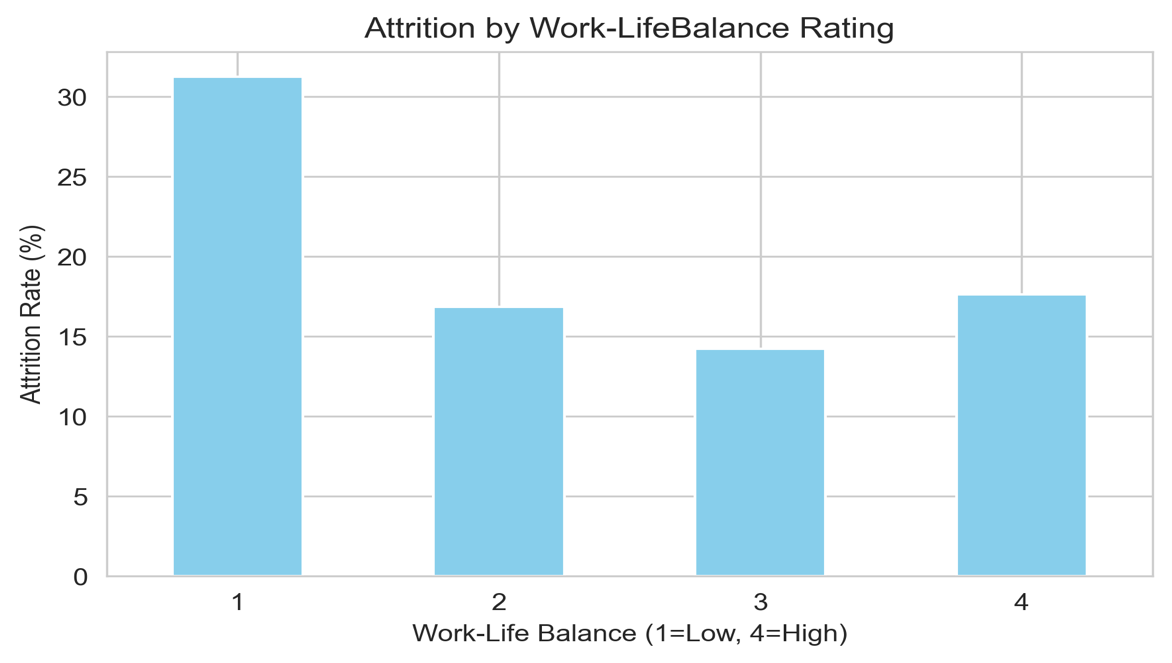 Attrition by Work-LifeBalance Rating
Attrition Rate (%)
30
25
20
15
10
5
0
1 2 3 4
Work-Life Balance (1=Low, 4=High)